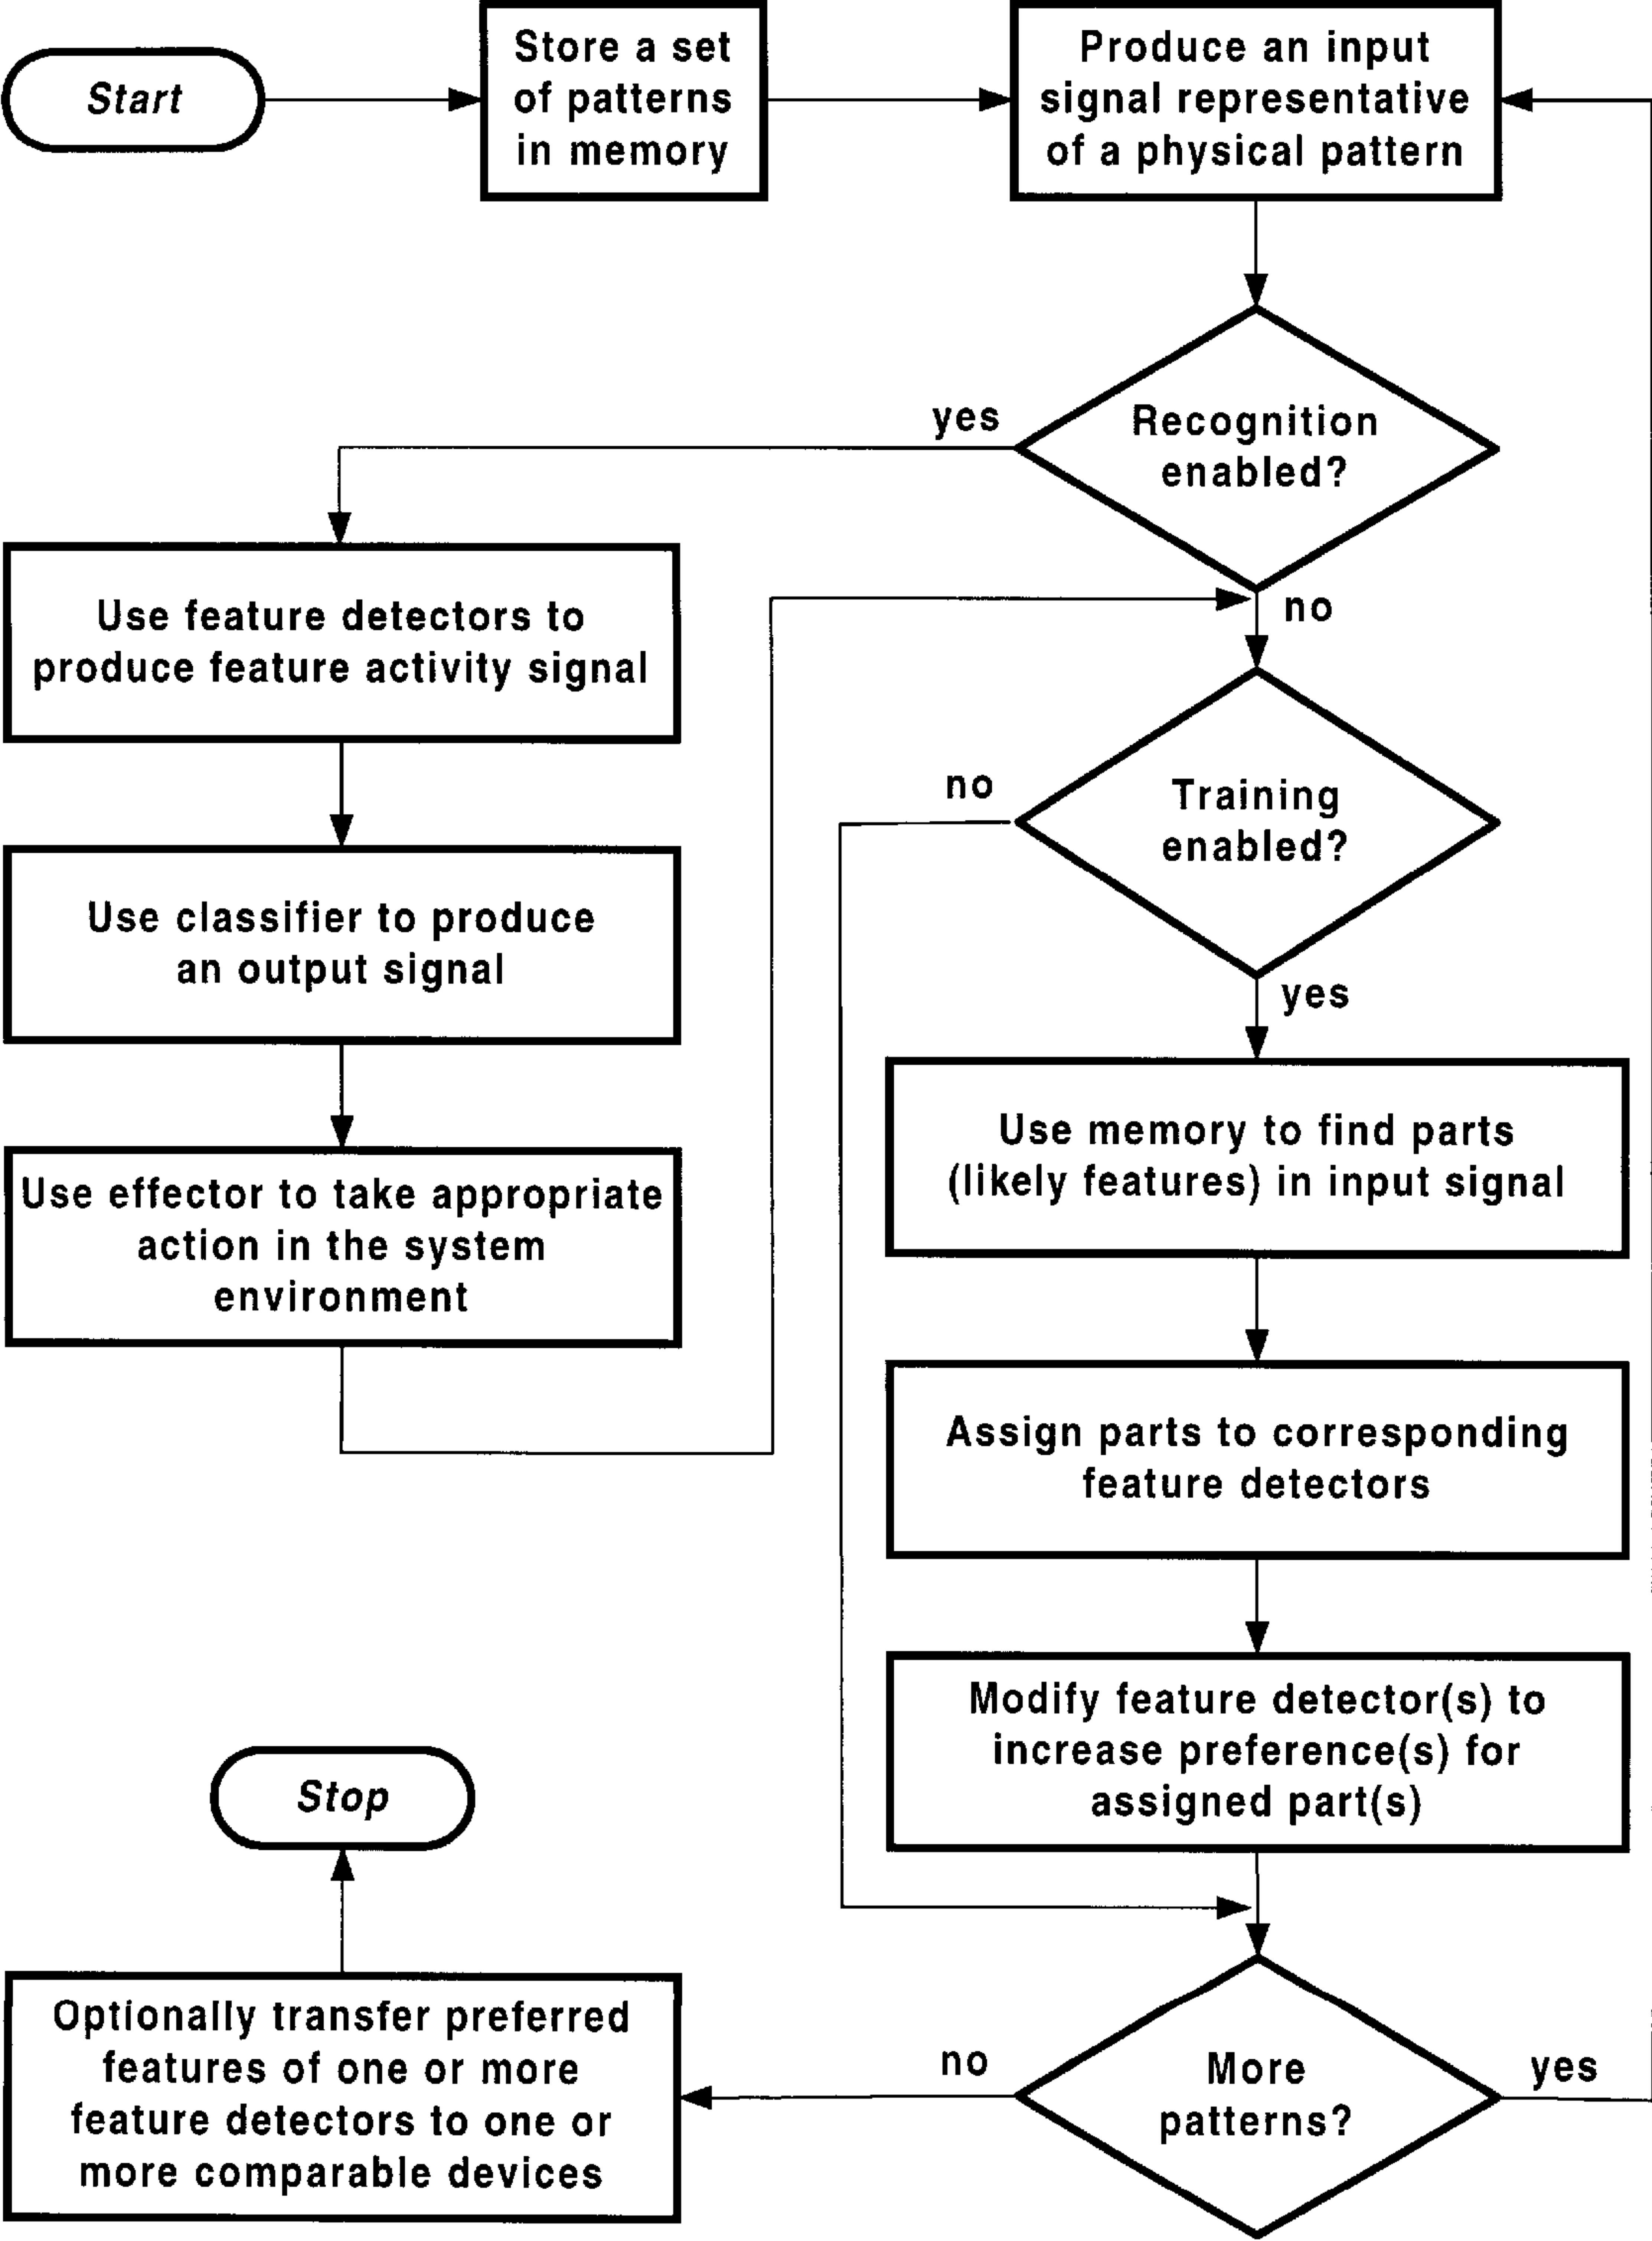 Start
Store a set
of patterns
in memory
Produce an input
signal representative
of a physical pattern
Recognition
enabled?
yes
no
Use feature detectors to
produce feature activity signal
Use classifier to produce
an output signal
Use effector to take appropriate
action in the system
environment
Training
enabled?
no
yes
Use memory to find parts
(likely features) in input signal
Assign parts to corresponding
feature detectors
Modify feature detector(s) to
increase preference(s) for
assigned part(s)
More
patterns?
yes
no
Optionally transfer preferred
features of one or more
feature detectors to one or
more comparable devices
Stop